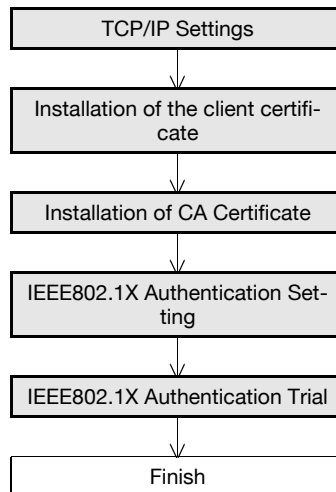 TCP/IP Settings
Installation of the client certifi-
cate
Installation of CA Certificate
IEEE802.1X Authentication Set-
ting
IEEE802.1X Authentication Trial
Finish